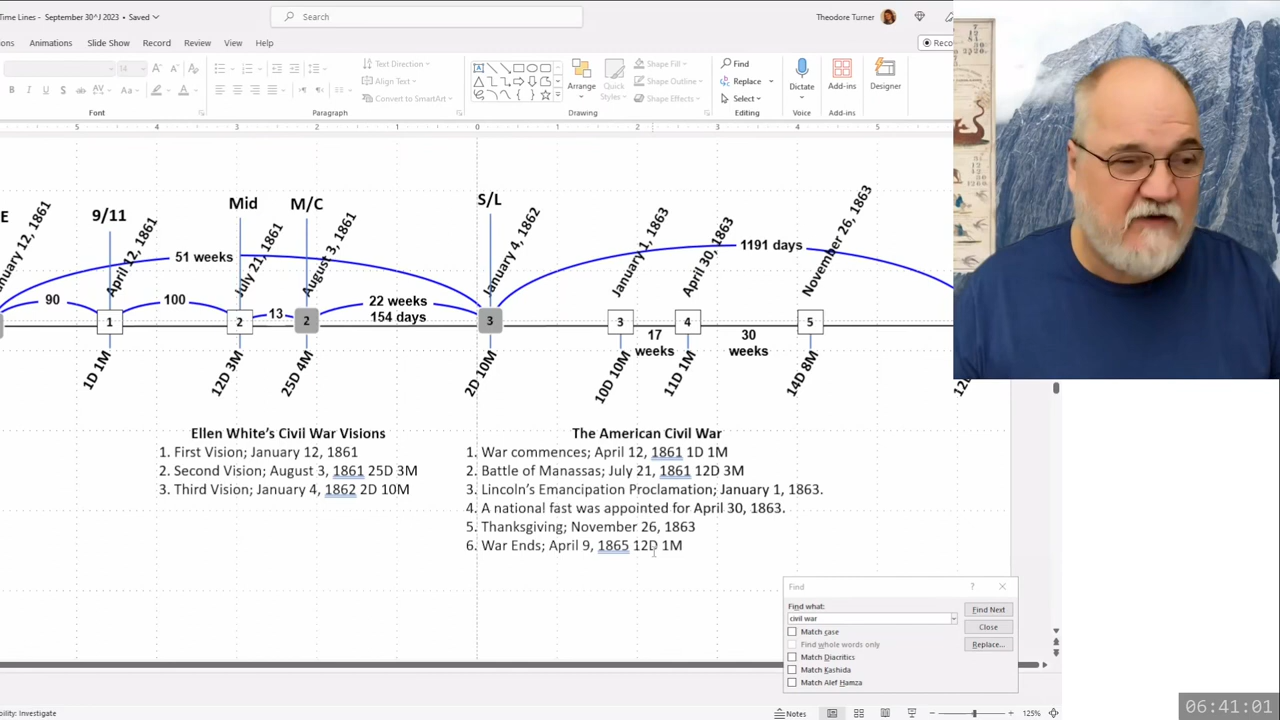 Time Lines - September 30^J 2023 • Saved
Search
Theodore Turner
Animations Slide Show Record Review View Help
Text Direction
Align Text
Convert to SmartArt
Shape Fill
Shape Outline
Shape Effects
Arrange
Quick Styles
Find
Replace
Select
Dictate
Add-ins
Designer
Font Paragraph Drawing Editing Voice Add-ins
5 3 2 1 0 1 2 3 4 5
E
9/11
Mid
M/C
S/L
April 12, 1861
July 21, 1861
August 3, 1861
January 4, 1862
January 1, 1863
April 30, 1863
November 26, 1863
51 weeks
1191 days
90
100
13
22 weeks
154 days
1 2 2 3 3 4 5
17 weeks
30 weeks
1D 1M
12D 3M
25D 4M
2D 10M
10D 10M
11D 1M
14D 8M
Ellen White's Civil War Visions
1. First Vision; January 12, 1861
2. Second Vision; August 3, 1861 25D 3M
3. Third Vision; January 4, 1862 2D 10M
The American Civil War
1. War commences; April 12, 1861 1D 1M
2. Battle of Manassas; July 21, 1861 12D 3M
3. Lincoln's Emancipation Proclamation; January 1, 1863.
4. A national fast was appointed for April 30, 1863.
5. Thanksgiving; November 26, 1863
6. War Ends; April 9, 1865 12D 1M
Find
Find what:
civil war
Match case
Find whole words only
Match Diacritics
Match Kashida
Match Alef Hamza
Find Next
Close
Replace...
Notes
125%
06:41:01